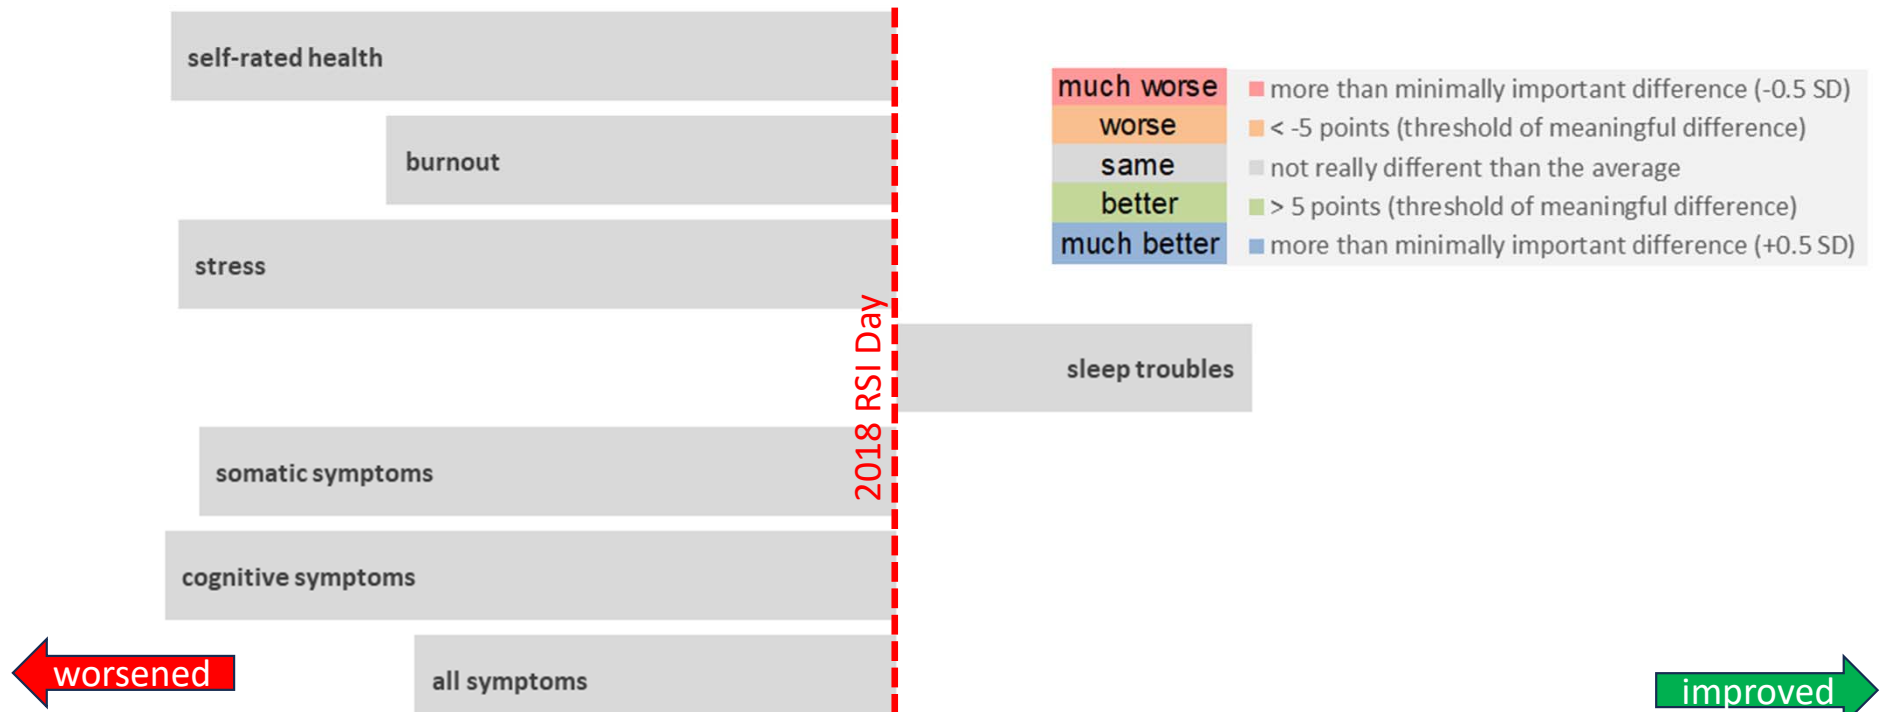 self-rated health
burnout
stress
sleep troubles
somatic symptoms
cognitive symptoms
all symptoms
2018 RSI Day
much worse more than minimally important difference (-0.5 SD)
worse < -5 points (threshold of meaningful difference)
same not really different than the average
better > 5 points (threshold of meaningful difference)
much better more than minimally important difference (+0.5 SD)
worsened
improved